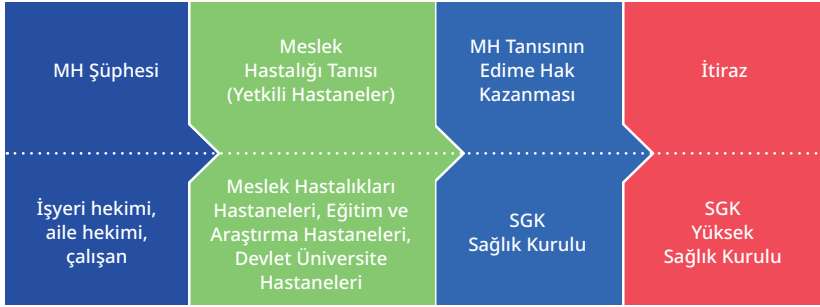 MH Şüphesi
Meslek
Hastalığı Tanısı
(Yetkili Hastaneler)
MH Tanısının
Edime Hak
Kazanması
İtiraz
İşyeri hekimi,
aile hekimi,
çalışan
Meslek Hastalıkları
Hastaneleri, Eğitim ve
Araştırma Hastaneleri,
Devlet Üniversite
Hastaneleri
SGK
Sağlık Kurulu
SGK
Yüksek
Sağlık Kurulu